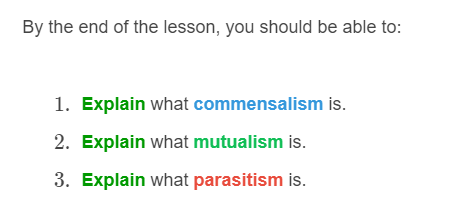 By the end of the lesson, you should be able to:
1. Explain what commensalism is.
2. Explain what mutualism is.
3. Explain what parasitism is.